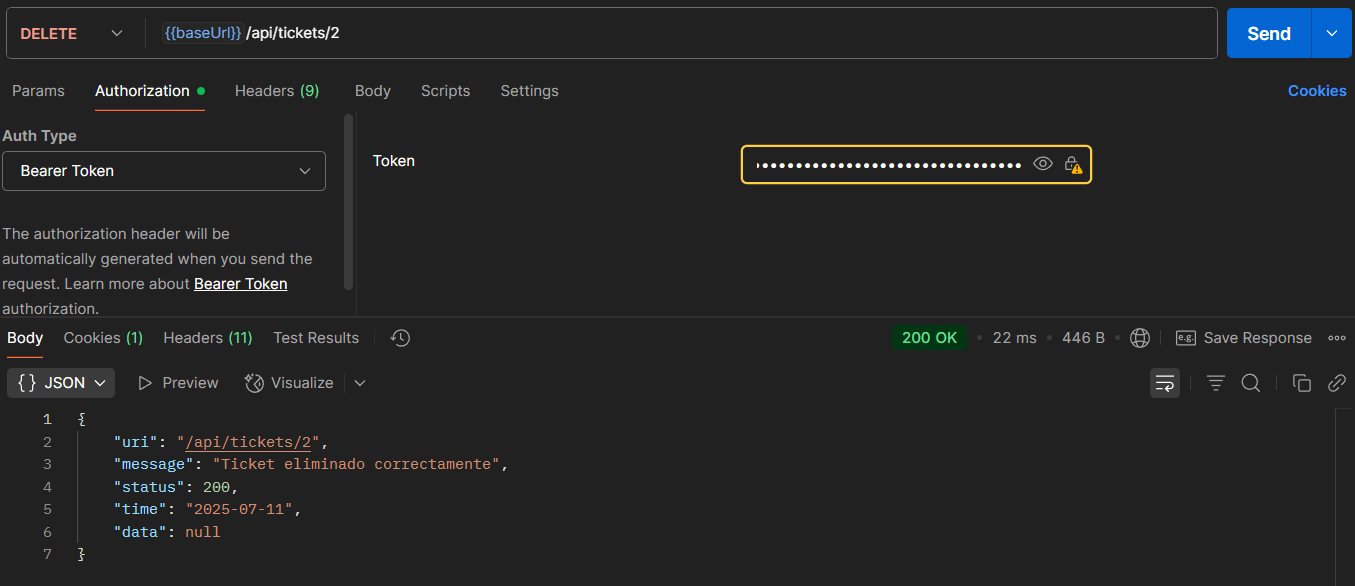 DELETE {{baseUrl}} /api/tickets/2 Send
Params Authorization Headers (9) Body Scripts Settings Cookies
Auth Type
Bearer Token
Token
The authorization header will be
automatically generated when you send the
request. Learn more about Bearer Token
authorization.
Body Cookies (1) Headers (11) Test Results 200 OK • 22 ms • 446 B • e.g. Save Response
{} JSON Preview Visualize
1 {
2 "uri": "/api/tickets/2",
3 "message": "Ticket eliminado correctamente",
4 "status": 200,
5 "time": "2025-07-11",
6 "data": null
7 }